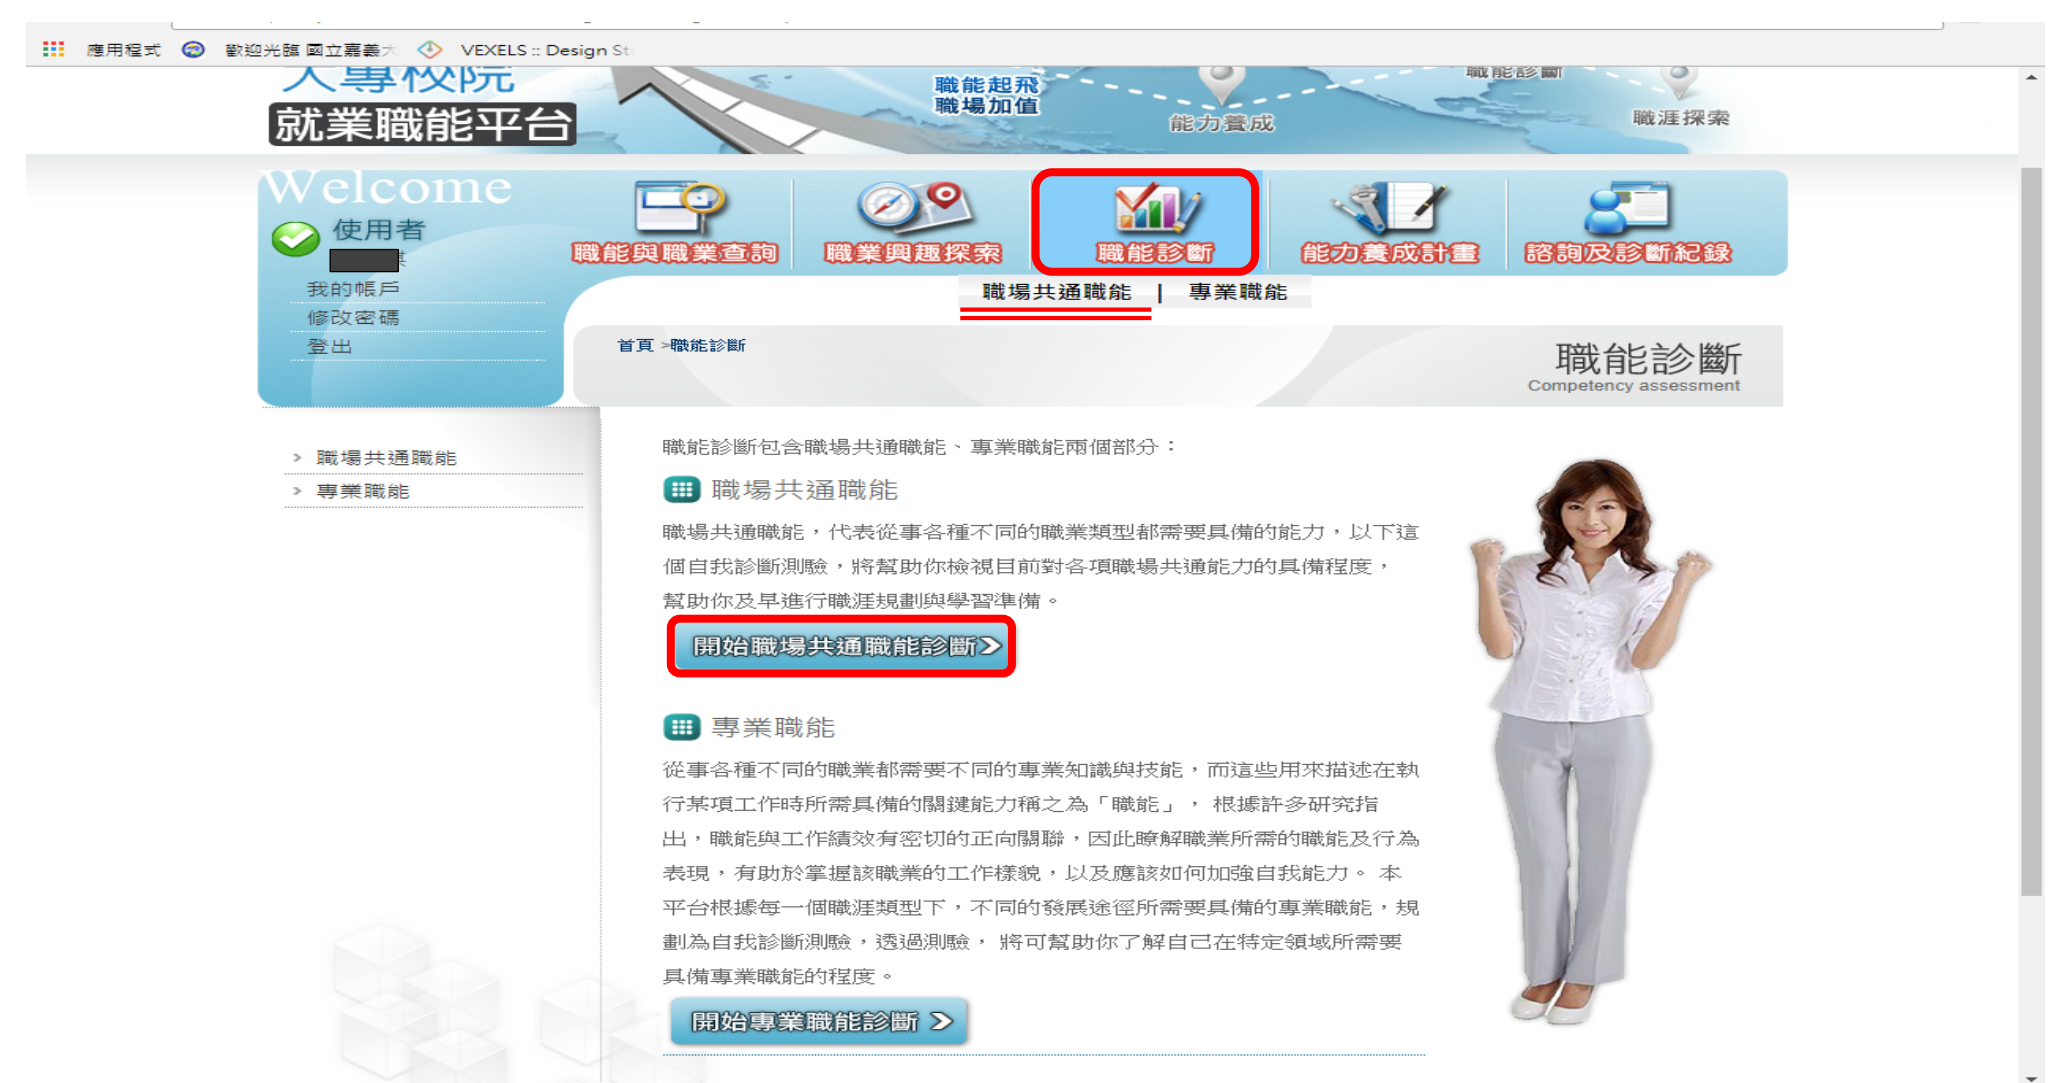 應用程式 歡迎光臨 國立嘉義大 VEXELS :: Design St
大專校院
就業職能平台
職能起飛
職場加值
能力養成
職能診斷
職涯探索
Welcome
使用者
我的帳戶
修改密碼
登出
職能與職業查詢 職業興趣探索 職能診斷 能力養成計畫 諮詢及診斷紀錄
職場共通職能 | 專業職能
首頁 >職能診斷
職能診斷
Competency assessment
> 職場共通職能
> 專業職能
職能診斷包含職場共通職能、專業職能兩個部分：
職場共通職能
職場共通職能，代表從事各種不同的職業類型都需要具備的能力，以下這
個自我診斷測驗，將幫助你檢視目前對各項職場共通能力的具備程度，
幫助你及早進行職涯規劃與學習準備。
開始職場共通職能診斷>
專業職能
從事各種不同的職業都需要不同的專業知識與技能，而這些用來描述在執
行某項工作時所需具備的關鍵能力稱之為「職能」， 根據許多研究指
出，職能與工作績效有密切的正向關聯，因此瞭解職業所需的職能及行為
表現，有助於掌握該職業的工作樣貌，以及應該如何加強自我能力。 本
平台根據每一個職涯類型下，不同的發展途徑所需要具備的專業職能，規
劃為自我診斷測驗，透過測驗， 將可幫助你了解自己在特定領域所需要
具備專業職能的程度。
開始專業職能診斷 >